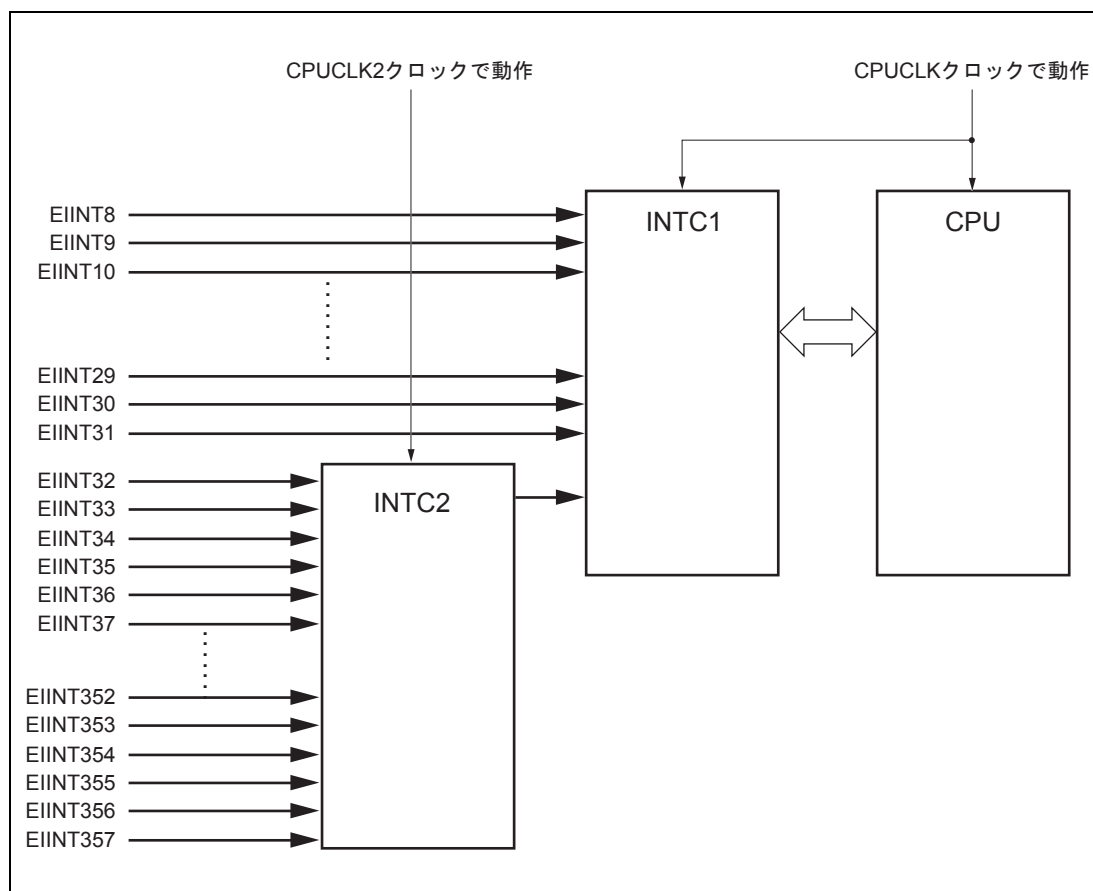 CPUCLK2クロックで動作
CPUCLKクロックで動作
EIINT8
EIINT9
EIINT10
EIINT29
EIINT30
EIINT31
INTC1
CPU
EIINT32
EIINT33
EIINT34
EIINT35
EIINT36
EIINT37
INTC2
EIINT352
EIINT353
EIINT354
EIINT355
EIINT356
EIINT357